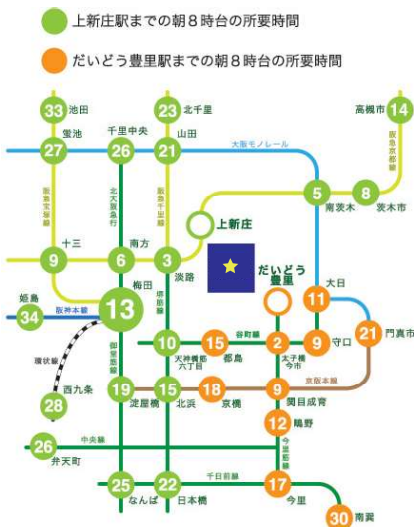 上新庄駅までの朝8時台の所要時間
だいどう豊里駅までの朝8時台の所要時間
33 池田
23 北千里
高槻市 14
蛍池 27
千里中央 26
山田 21
大阪モノレール
阪急京都線
阪急宝塚線
北大阪急行
阪急千里線
5 南茨木
8 茨木市
上新庄
十三 9
南方 6
3 淡路
だいどう豊里
大日 11
姫島 34
阪神本線
梅田 13
堺筋線
門真市 21
谷町線
10 天神橋筋六丁目
15 都島
2 太子橋今市
9 守口
環状線
御堂筋線
京阪本線
西九条 28
19 淀屋橋
15 北浜
18 京橋
9 関目成育
12 鴫野
中央線
今里筋線
26 弁天町
千日前線
25 なんば
22 日本橋
17 今里
30 南巽